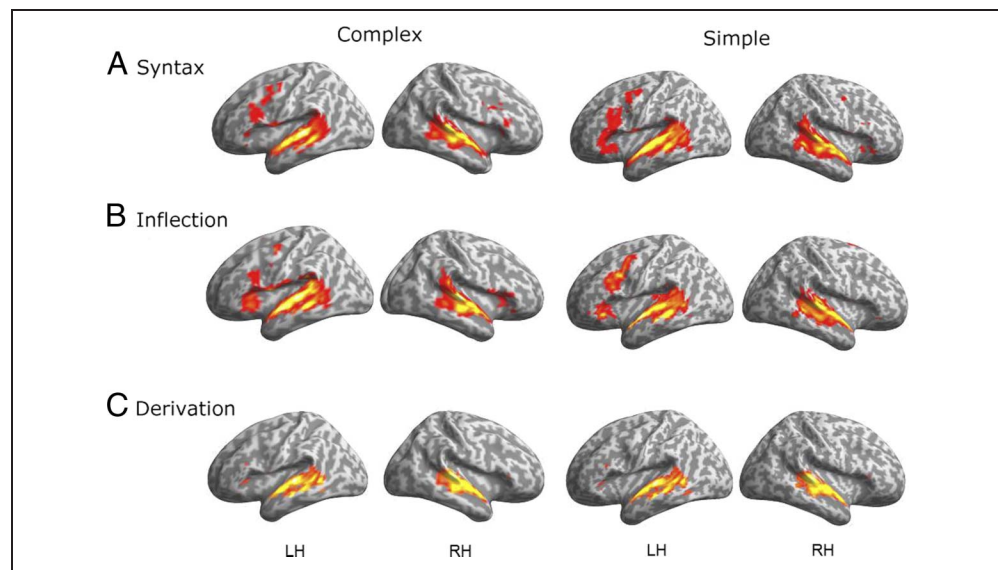 Complex Simple
A Syntax
B Inflection
C Derivation
LH RH LH RH